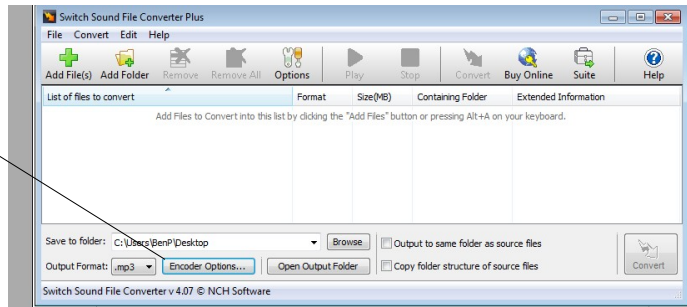 Switch Sound File Converter Plus
File Convert Edit Help
Add File(s) Add Folder Remove Remove All Options Play Stop Convert Buy Online Suite Help
List of files to convert Format Size(MB) Containing Folder Extended Information
Add Files to Convert into this list by clicking the "Add Files" button or pressing Alt+A on your keyboard.
Save to folder: C:\Users\BenP\Desktop Browse Output to same folder as source files
Output Format: .mp3 Encoder Options... Open Output Folder Copy folder structure of source files Convert
Switch Sound File Converter v 4.07 © NCH Software